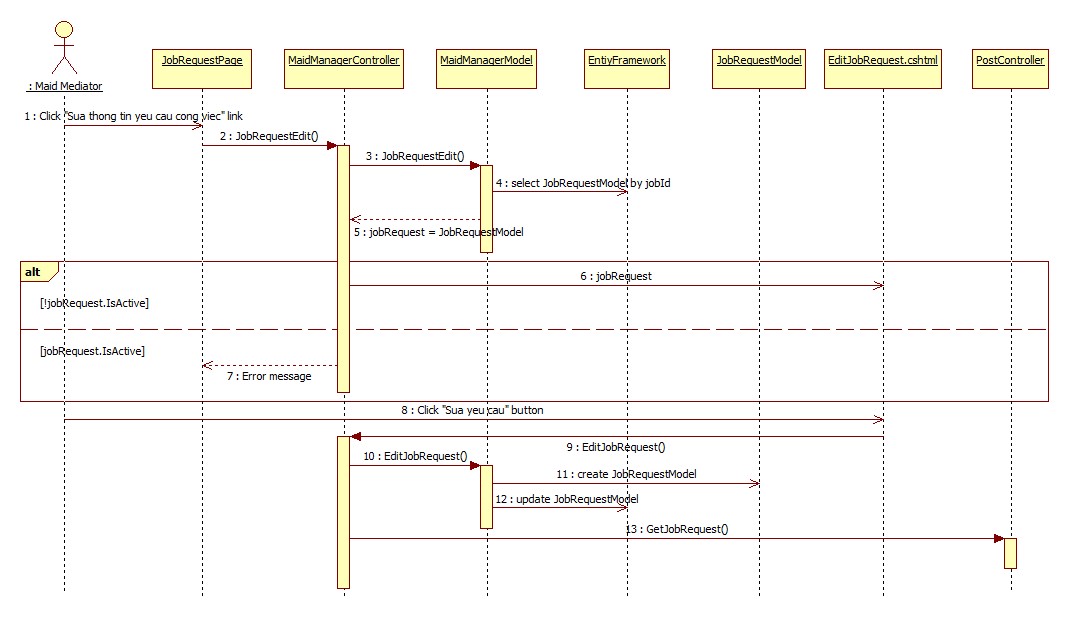 : Maid Mediator
JobRequestPage
MaidManagerController
MaidManagerModel
EntiyFramework
JobRequestModel
EditJobRequest.cshtml
PostController
1 : Click "Sua thong tin yeu cau cong viec" link
2 : JobRequestEdit()
3 : JobRequestEdit()
4 : select JobRequestModel by jobId
5 : jobRequest = JobRequestModel
alt
6 : jobRequest
[!jobRequest.IsActive]
[jobRequest.IsActive]
7 : Error message
8 : Click "Sua yeu cau" button
9 : EditJobRequest()
10 : EditJobRequest()
11 : create JobRequestModel
12 : update JobRequestModel
13 : GetJobRequest()